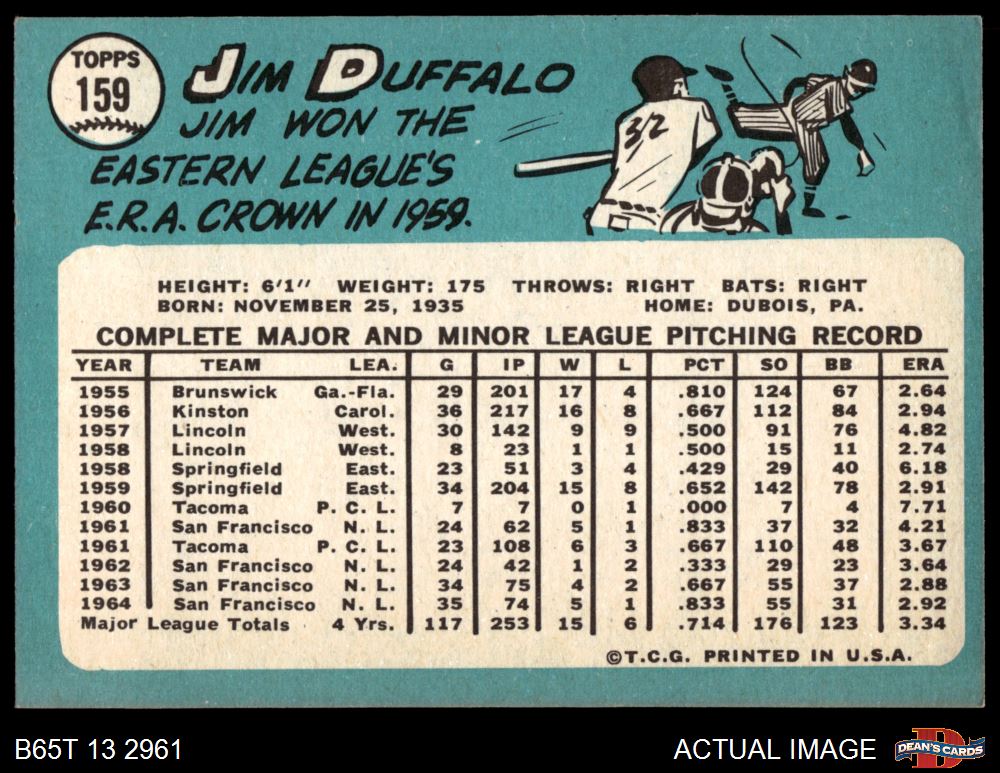 TOPPS
159
JIM DUFFALO
JIM WON THE
EASTERN LEAGUE'S
E.R.A. CROWN IN 1959.
32
HEIGHT: 6'1" WEIGHT: 175 THROWS: RIGHT BATS: RIGHT
BORN: NOVEMBER 25, 1935 HOME: DUBOIS, PA.
COMPLETE MAJOR AND MINOR LEAGUE PITCHING RECORD
YEAR TEAM LEA. G IP W L PCT SO BB ERA
1955 Brunswick Ga.-Fla. 29 201 17 4 .810 124 67 2.64
1956 Kinston Carol. 36 217 16 8 .667 112 84 2.94
1957 Lincoln West. 30 142 9 9 .500 91 76 4.82
1958 Lincoln West. 8 23 1 1 .500 15 11 2.74
1958 Springfield East. 23 51 3 4 .429 29 40 6.18
1959 Springfield East. 34 204 15 8 .652 142 78 2.91
1960 Tacoma P. C. L. 7 7 0 1 .000 7 4 7.71
1961 San Francisco N. L. 24 62 5 1 .833 37 32 4.21
1961 Tacoma P. C. L. 23 108 6 3 .667 110 48 3.67
1962 San Francisco N. L. 24 42 1 2 .333 29 23 3.64
1963 San Francisco N. L. 34 75 4 2 .667 55 37 2.88
1964 San Francisco N. L. 35 74 5 1 .833 55 31 2.92
Major League Totals 4 Yrs. 117 253 15 6 .714 176 123 3.34
©T.C.G. PRINTED IN U.S.A.
B65T 13 2961 ACTUAL IMAGE
D
DEAN'S CARDS